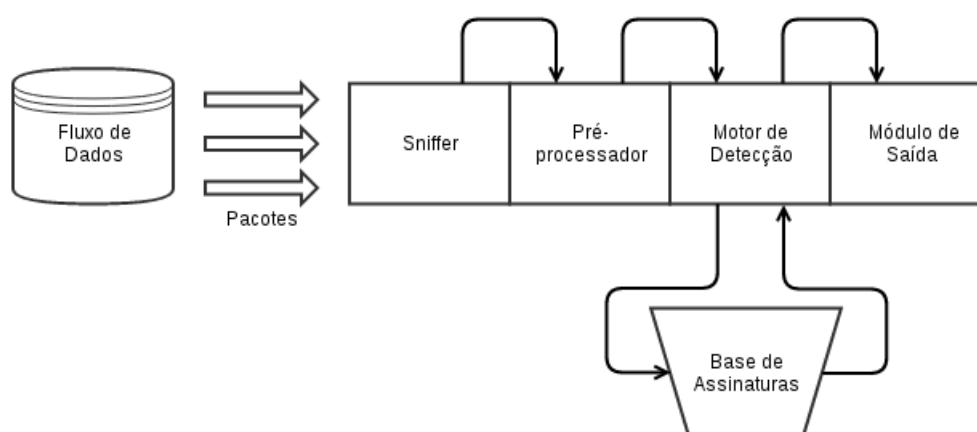 Fluxo de
Dados
Pacotes
Sniffer
Pré-
processador
Motor de
Detecção
Módulo de
Saída
Base de
Assinaturas